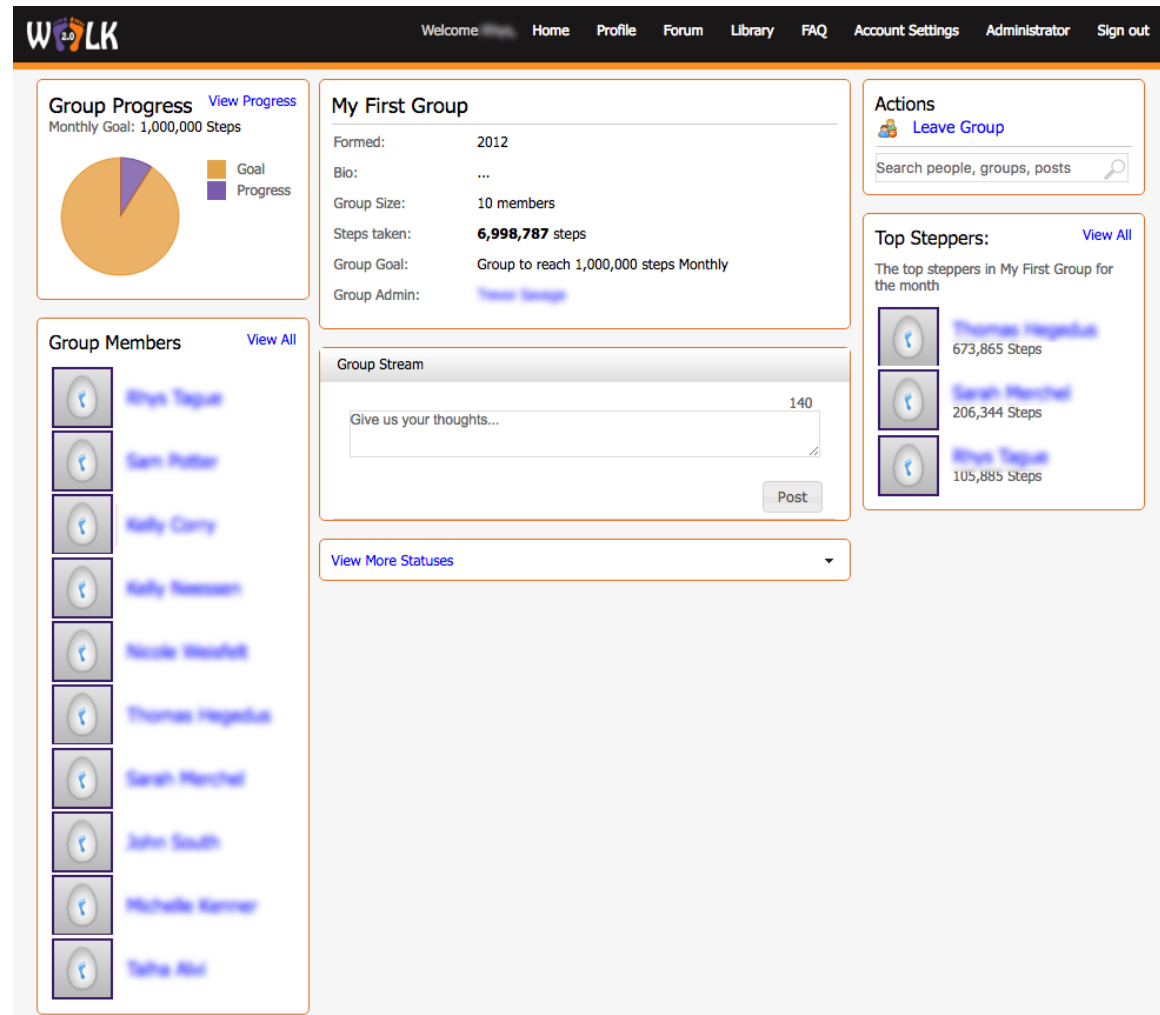 WALK 2.0
Welcome
Home Profile Forum Library FAQ Account Settings Administrator Sign out
Group Progress View Progress
Monthly Goal: 1,000,000 Steps
Goal
Progress
Group Members View All
My First Group
Formed: 2012
Bio: ...
Group Size: 10 members
Steps taken: 6,998,787 steps
Group Goal: Group to reach 1,000,000 steps Monthly
Group Admin:
Group Stream
140
Give us your thoughts...
Post
View More Statuses
Actions
Leave Group
Search people, groups, posts
Top Steppers: View All
The top steppers in My First Group for
the month
673,865 Steps
206,344 Steps
105,885 Steps